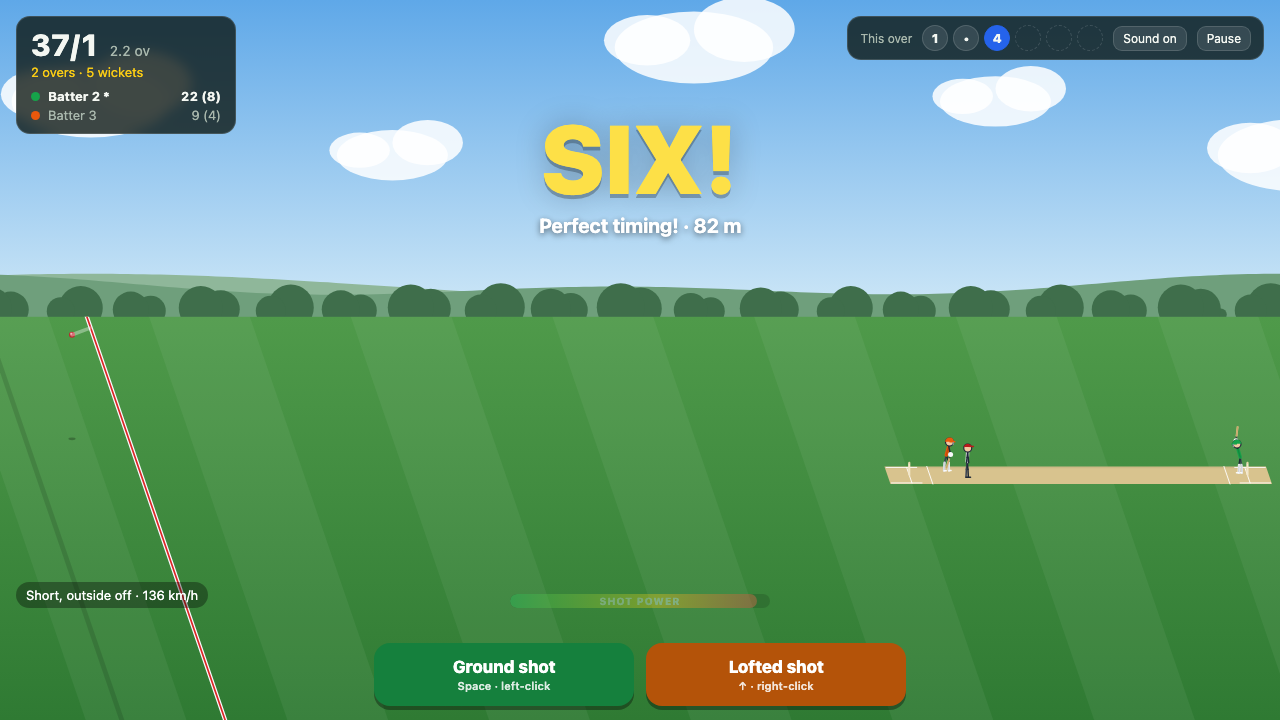 37/1 2.2 ov
2 overs · 5 wickets
Batter 2 * 22 (8)
Batter 3 9 (4)
This over 1 • 4 Sound on Pause
SIX!
Perfect timing! · 82 m
Short, outside off · 136 km/h
SHOT POWER
Ground shot
Space · left-click
Lofted shot
↑ · right-click